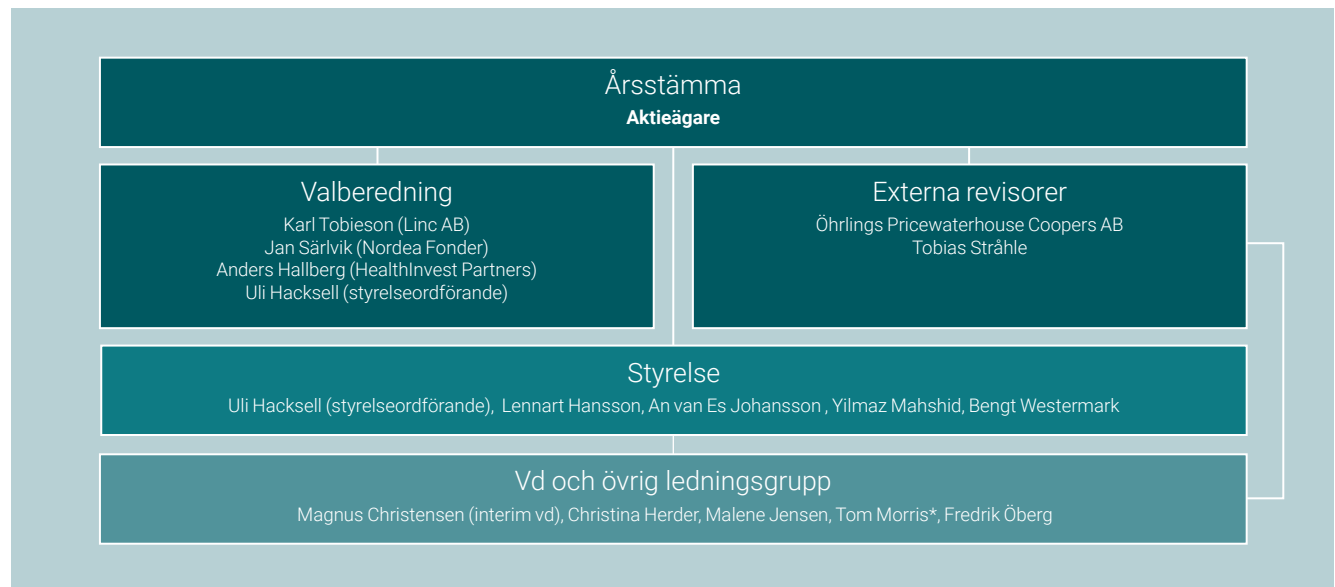 Årsstämma
Aktieägare
Valberedning
Karl Tobieson (Linc AB)
Jan Särlvik (Nordea Fonder)
Anders Hallberg (HealthInvest Partners)
Uli Hacksell (styrelseordförande)
Externa revisorer
Öhrlings Pricewaterhouse Coopers AB
Tobias Stråhle
Styrelse
Uli Hacksell (styrelseordförande), Lennart Hansson, An van Es Johansson , Yilmaz Mahshid, Bengt Westermark
Vd och övrig ledningsgrupp
Magnus Christensen (interim vd), Christina Herder, Malene Jensen, Tom Morris*, Fredrik Öberg